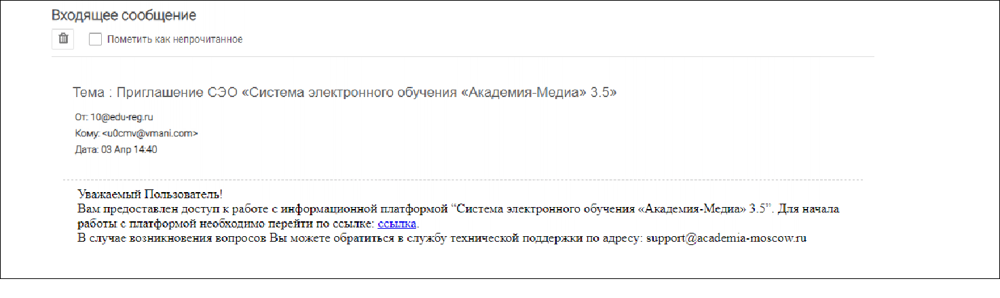 Входящее сообщение
Пометить как непрочитанное
Тема : Приглашение СЭО «Система электронного обучения «Академия-Медиа» 3.5»
От: 10@edu-reg.ru
Кому: <u0cmv@vmani.com>
Дата: 03 Апр 14:40
Уважаемый Пользователь!
Вам предоставлен доступ к работе с информационной платформой “Система электронного обучения «Академия-Медиа» 3.5”. Для начала
работы с платформой необходимо перейти по ссылке: ссылка.
В случае возникновения вопросов Вы можете обратиться в службу технической поддержки по адресу: support@academia-moscow.ru